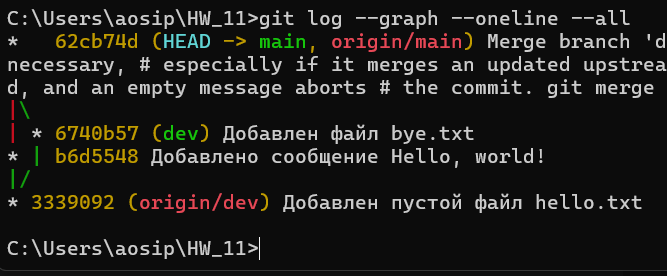 C:\Users\aosip\HW_11>git log --graph --oneline --all
*   62cb74d (HEAD -> main, origin/main) Merge branch 'd
necessary, # especially if it merges an updated upstrea
d, and an empty message aborts # the commit. git merge
|\
| * 6740b57 (dev) Добавлен файл bye.txt
* | b6d5548 Добавлено сообщение Hello, world!
|/
* 3339092 (origin/dev) Добавлен пустой файл hello.txt
C:\Users\aosip\HW_11>